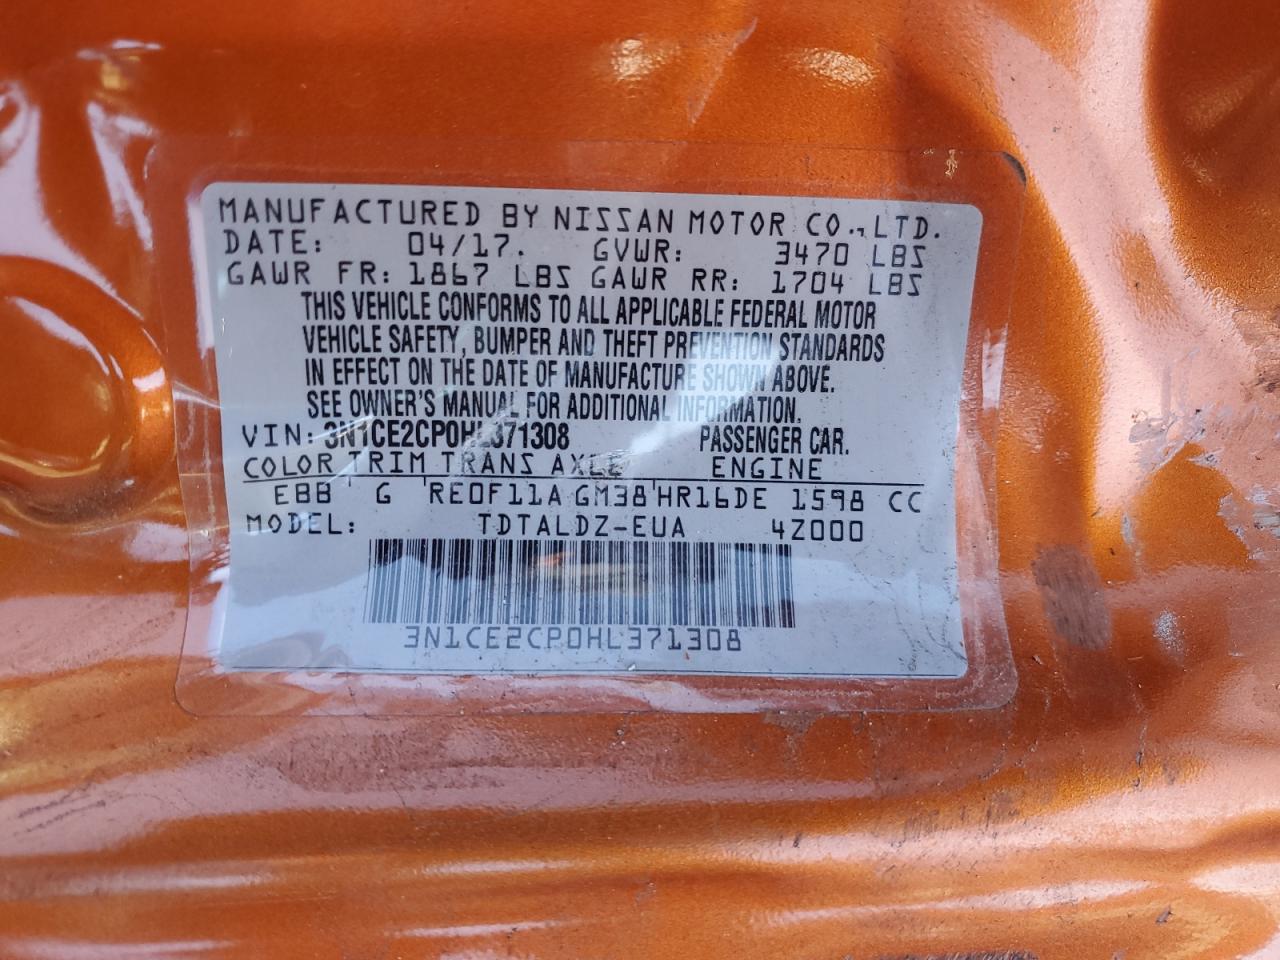 MANUFACTURED BY NISSAN MOTOR CO., LTD.
DATE: 04/17. GVWR: 3470 LBS
GAWR FR: 1867 LBS GAWR RR: 1704 LBS
THIS VEHICLE CONFORMS TO ALL APPLICABLE FEDERAL MOTOR
VEHICLE SAFETY, BUMPER AND THEFT PREVENTION STANDARDS
IN EFFECT ON THE DATE OF MANUFACTURE SHOWN ABOVE.
SEE OWNER'S MANUAL FOR ADDITIONAL INFORMATION.
VIN: 3N1CE2CP0HL371308 PASSENGER CAR.
COLOR TRIM TRANS AXLE ENGINE
EBB G RE0F11A GM38 HR16DE 1598 CC
MODEL: TDTALDZ-EUA 4Z000
3N1CE2CP0HL371308